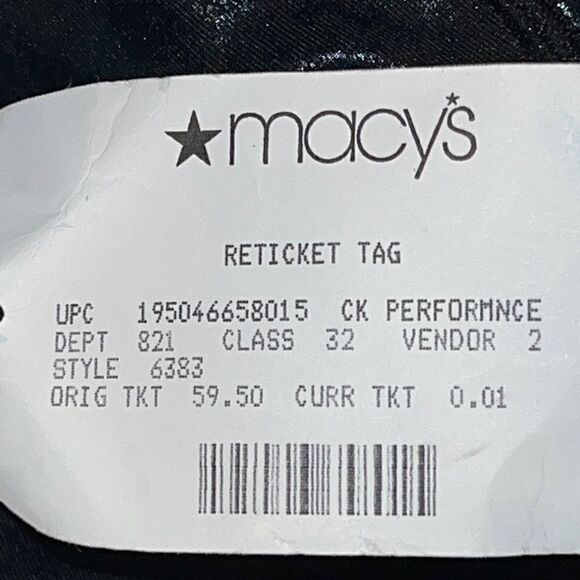 ★macy's
RETICKET TAG
UPC 195046658015 CK PERFORMNCE
DEPT 821 CLASS 32 VENDOR 2
STYLE 6383
ORIG TKT 59.50 CURR TKT 0.01